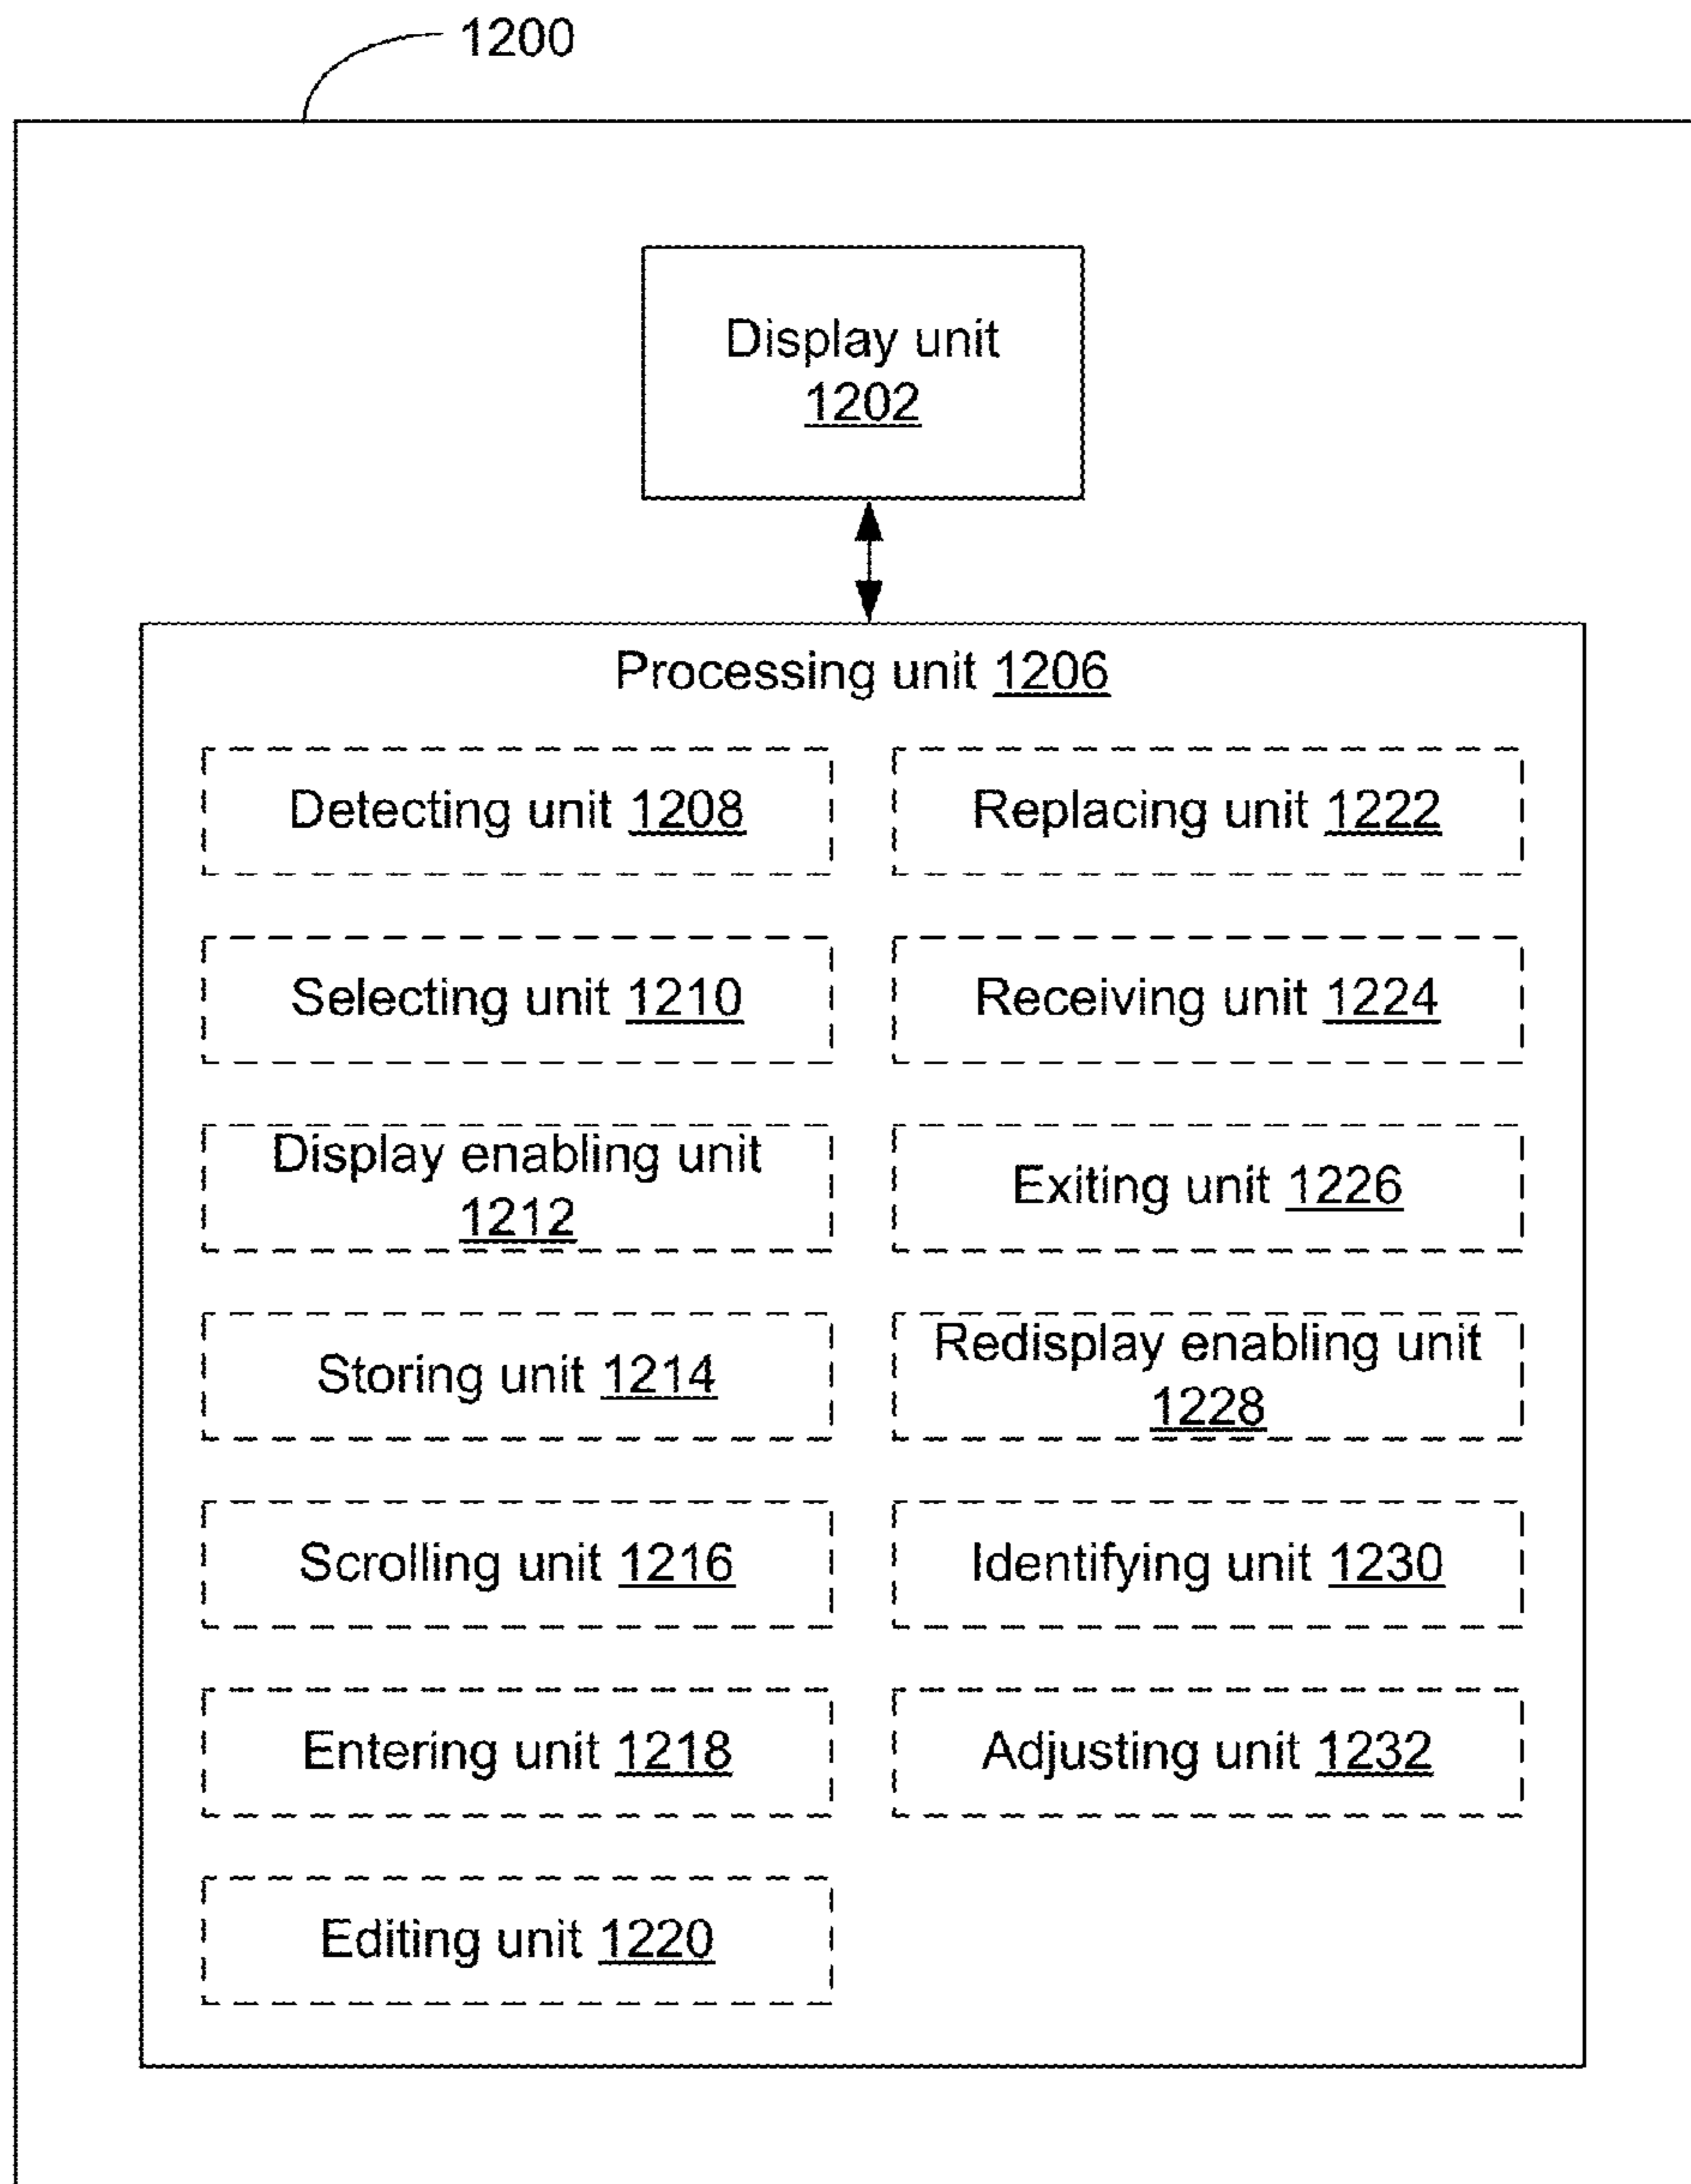 1200
Display unit
1202
Processing unit 1206
Detecting unit 1208
Replacing unit 1222
Selecting unit 1210
Receiving unit 1224
Display enabling unit
1212
Exiting unit 1226
Storing unit 1214
Redisplay enabling unit
1228
Scrolling unit 1216
Identifying unit 1230
Entering unit 1218
Adjusting unit 1232
Editing unit 1220